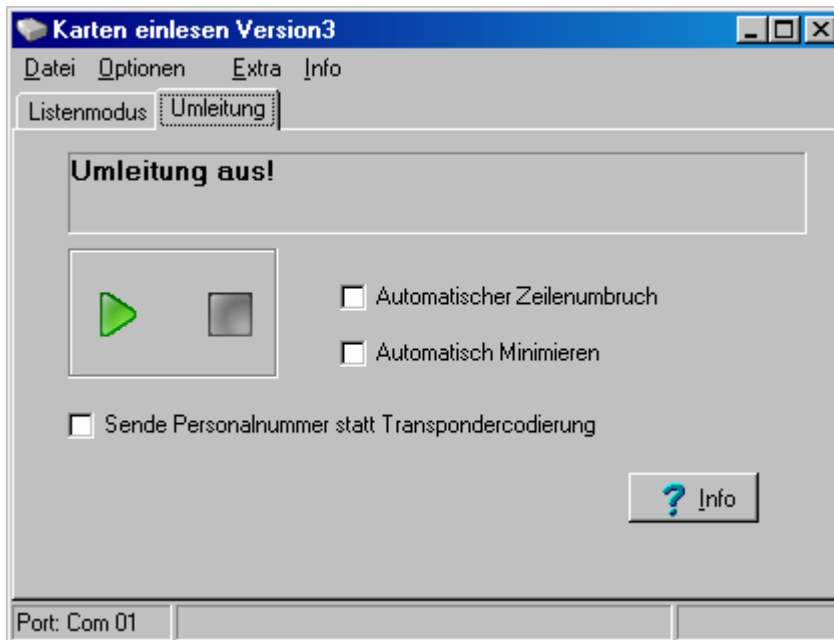 Karten einlesen Version3
Datei Optionen Extra Info
Listenmodus Umleitung
Umleitung aus!
Automatischer Zeilenumbruch
Automatisch Minimieren
Sende Personalnummer statt Transpondercodierung
? Info
Port: Com 01